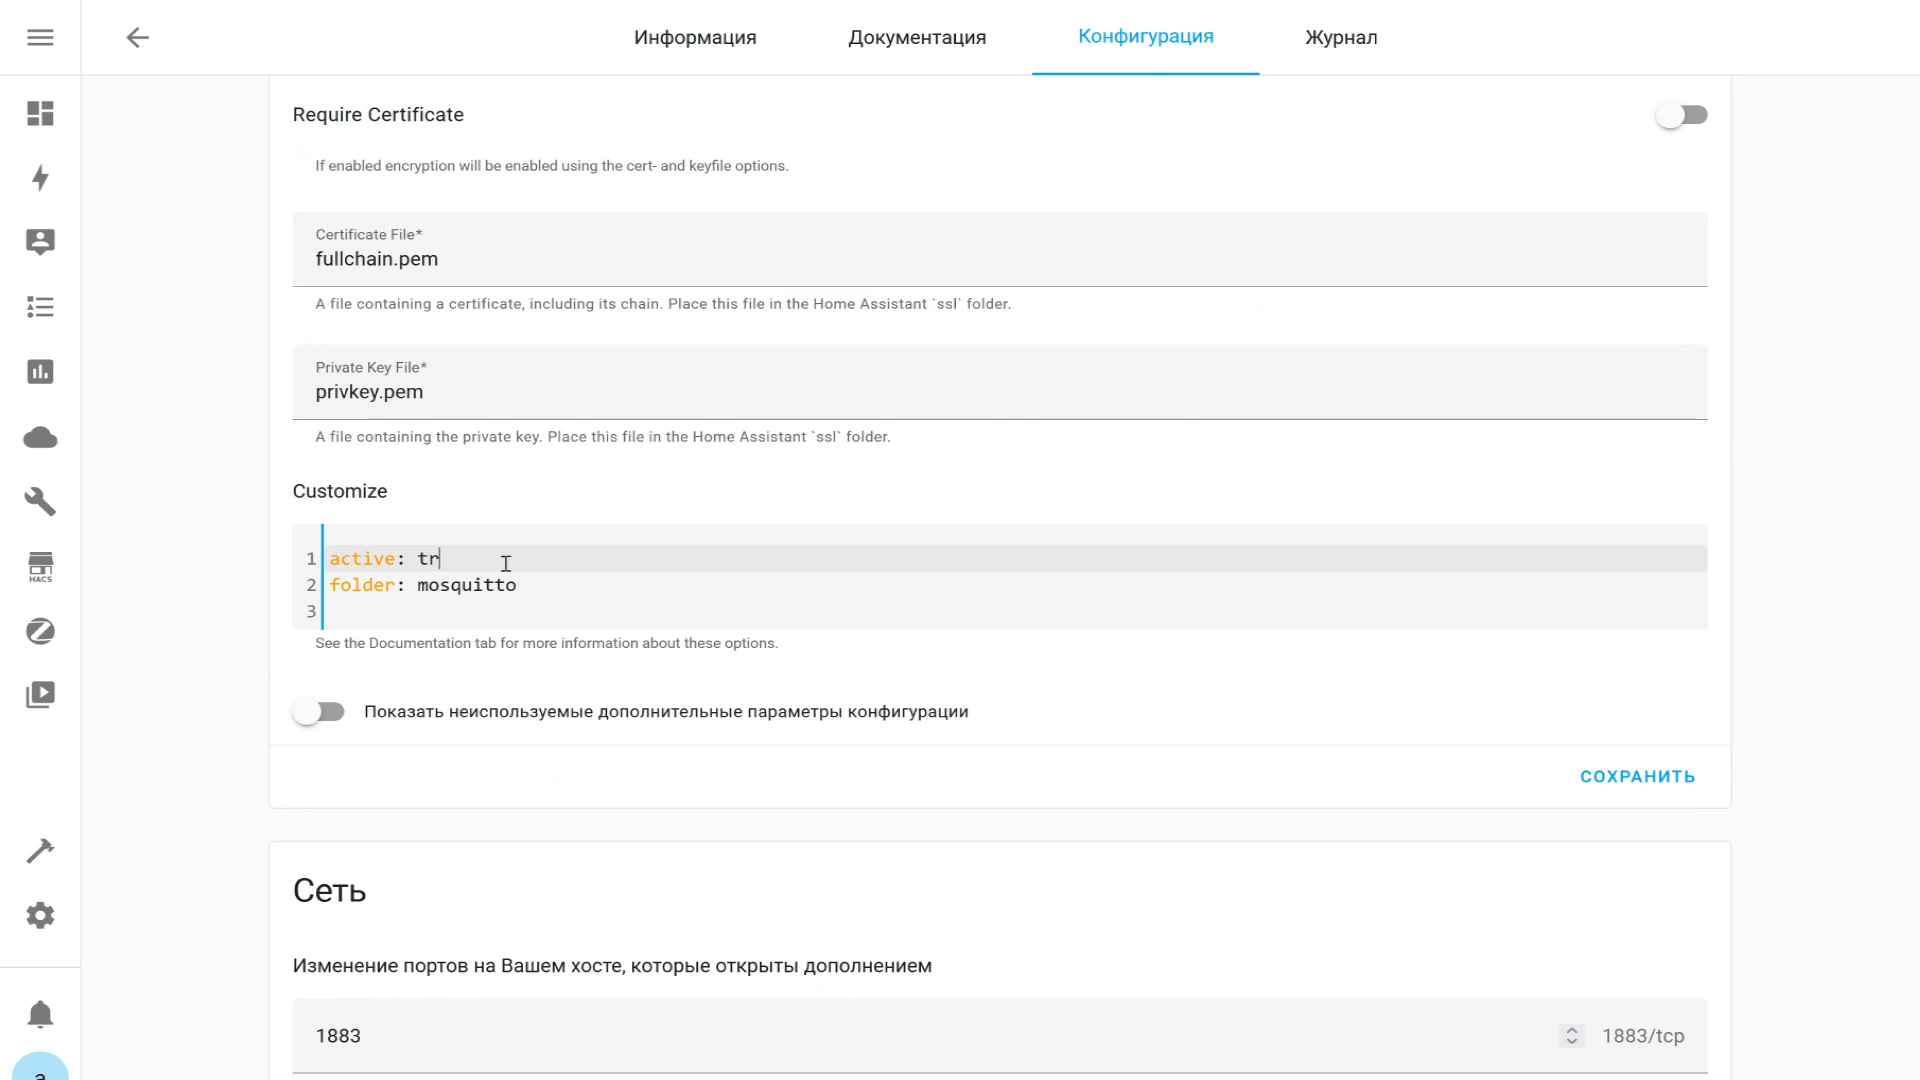 Информация Документация Конфигурация Журнал
Require Certificate
If enabled encryption will be enabled using the cert- and keyfile options.
Certificate File*
fullchain.pem
A file containing a certificate, including its chain. Place this file in the Home Assistant `ssl` folder.
Private Key File*
privkey.pem
A file containing the private key. Place this file in the Home Assistant `ssl` folder.
Customize
1 active: tr
2 folder: mosquitto
3
See the Documentation tab for more information about these options.
HACS
Показать неиспользуемые дополнительные параметры конфигурации
СОХРАНИТЬ
Сеть
Изменение портов на Вашем хосте, которые открыты дополнением
1883 1883/tcp
a